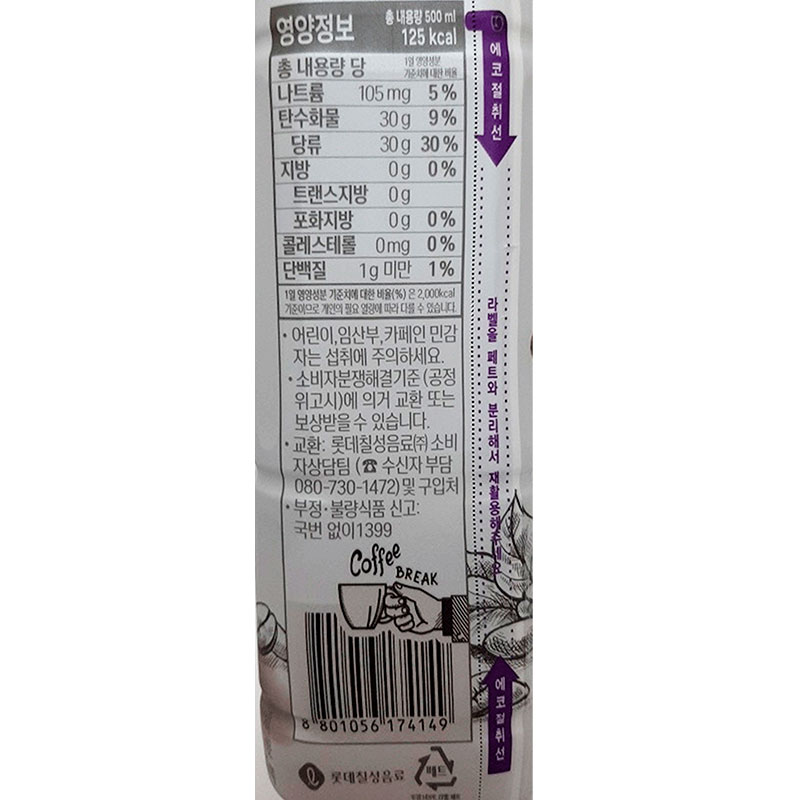 영양정보
총 내용량 500 ml
125 kcal
총 내용량 당
1일 영양성분
기준치에 대한 비율
나트륨 105 mg 5 %
탄수화물 30 g 9 %
당류 30 g 30 %
지방 0 g 0 %
트랜스지방 0 g
포화지방 0 g 0 %
콜레스테롤 0 mg 0 %
단백질 1 g 미만 1 %
1일 영양성분 기준치에 대한 비율(%) 은 2,000kcal
기준이므로 개인의 필요 열량에 따라 다를 수 있습니다.
• 어린이,임산부,카페인 민감
자는 섭취에 주의하세요.
• 소비자분쟁해결기준 (공정
위고시)에 의거 교환 또는
보상받을 수 있습니다.
• 교환: 롯데칠성음료㈜ 소비
자상담팀 (☎ 수신자 부담
080-730-1472) 및 구입처
• 부정·불량식품 신고:
국번 없이1399
Coffee
BREAK
8 801056 174149
롯데칠성음료
페트
에코절취선
라벨을 페트와 분리해서 재활용해주세요
에코절취선